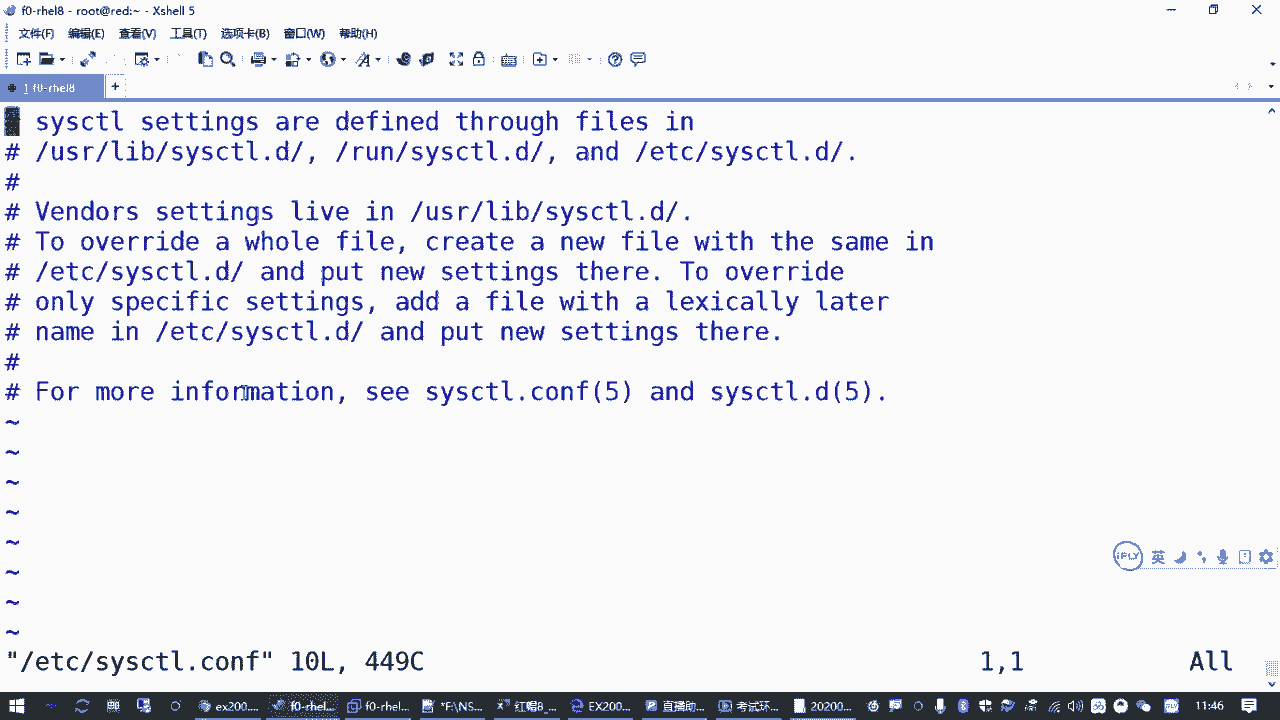 f0-rhel8 - root@red:~ - Xshell 5
文件(F) 编辑(E) 查看(V) 工具(T) 选项卡(B) 窗口(W) 帮助(H)
1 f0-rhel8 +
sysctl settings are defined through files in
# /usr/lib/sysctl.d/, /run/sysctl.d/, and /etc/sysctl.d/.
#
# Vendors settings live in /usr/lib/sysctl.d/.
# To override a whole file, create a new file with the same in
# /etc/sysctl.d/ and put new settings there. To override
# only specific settings, add a file with a lexically later
# name in /etc/sysctl.d/ and put new settings there.
#
# For more information, see sysctl.conf(5) and sysctl.d(5).
~
~
~
~
~
~
~
~
iFLY 英
"/etc/sysctl.conf" 10L, 449C 1,1 All
ex200... f0-rhel... f0-rhe... *F:\NS... 红帽8_... EX200... 直播助... 考试环... 20200... 11:46